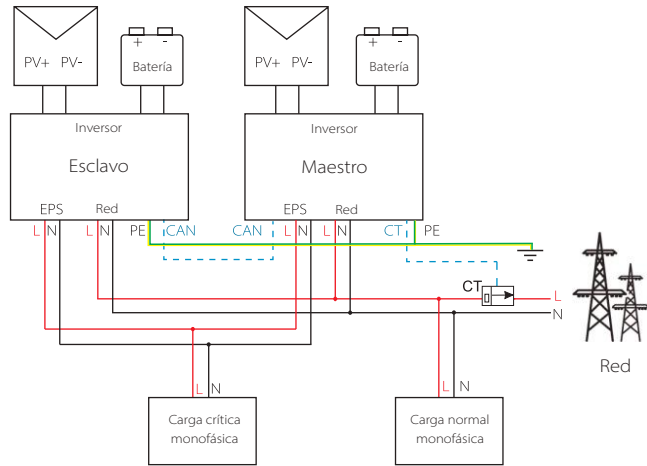 PV+ PV-
+ -
Batería
PV+ PV-
+ -
Batería
Inversor
Esclavo
EPS Red
Inversor
Maestro
EPS Red
L N L N PE CAN
CAN L N L N CT PE
CT
L
N
Red
L N
Carga crítica
monofásica
L N
Carga normal
monofásica